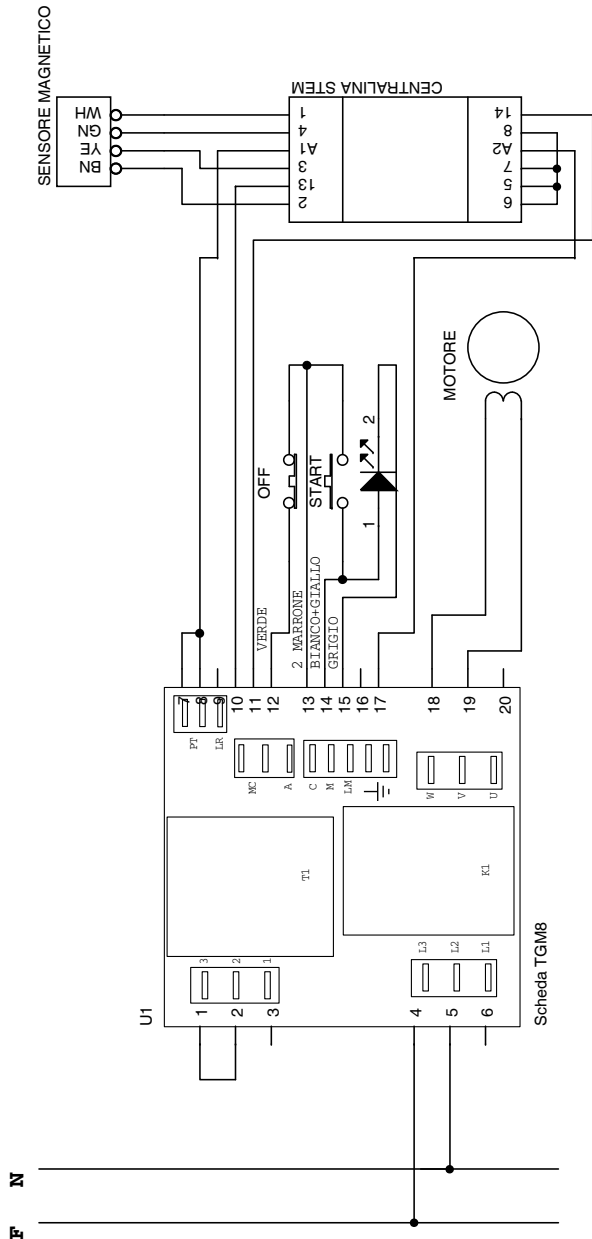 SENSORE MAGNETICO
BN YE GN WH
2 13 3 A1 4 1
CENTRALINA STEM
6 5 7 A2 8 14
F N
U1
1
2
3
4
5
6
3
2
1
L3
L2
L1
T1
K1
PT
LR
MC
A
C
M
LM
W
V
U
7
8
9
10
11
12
13
14
15
16
17
18
19
20
VERDE
2 MARRONE
BIANCO+GIALLO
GRIGIO
OFF
START
1 2
MOTORE
Scheda TGM8